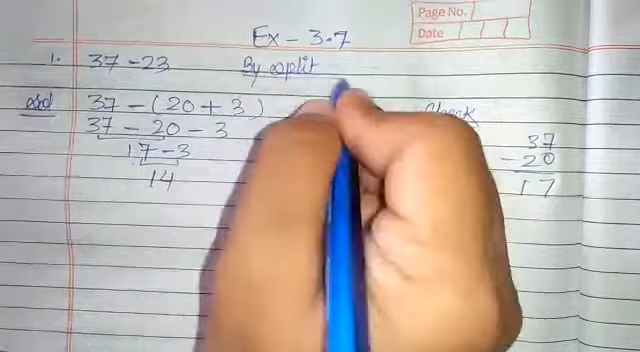 Page No.
Ex - 3.7
Date
1. 37 - 23 By split
Sol 37 - (20 + 3)
37 - 20 - 3
17 - 3
14
37
- 20
17